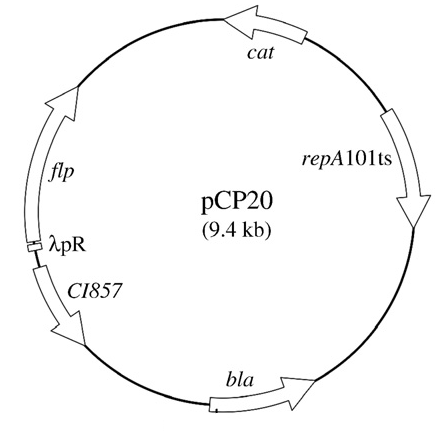 cat
repA101ts
flp
pCP20
(9.4 kb)
λpR
CI857
bla